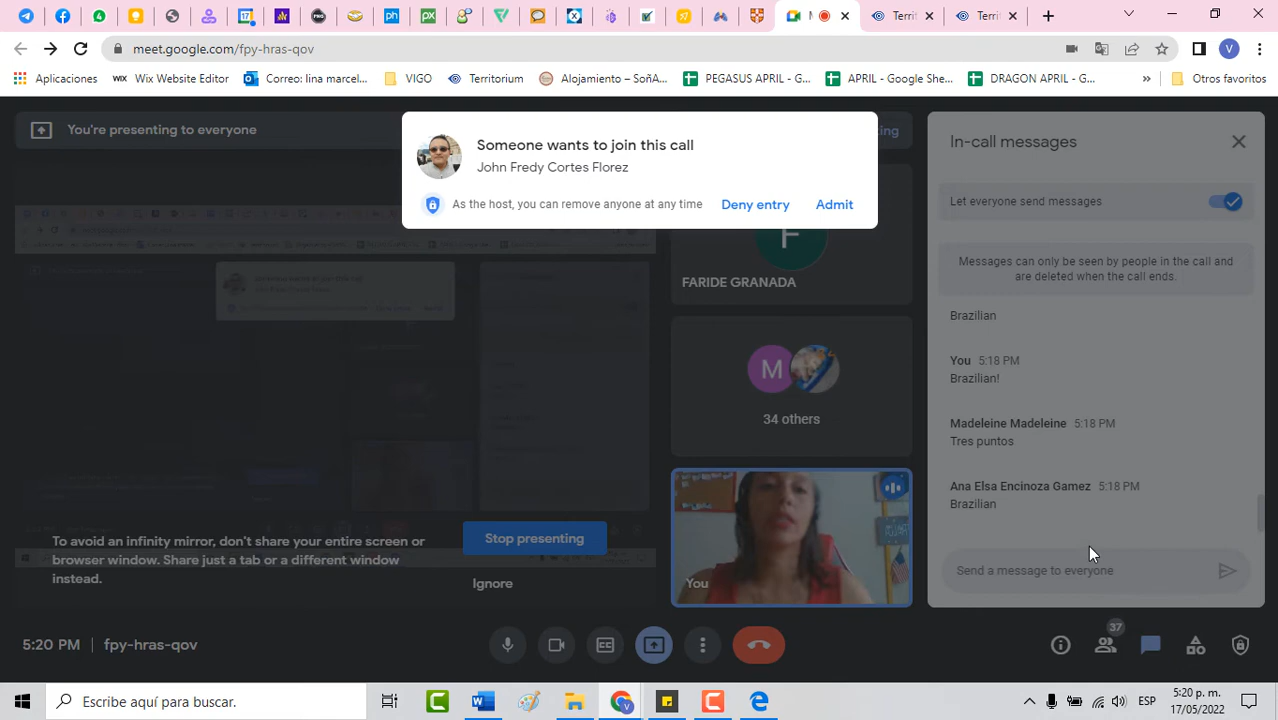 meet.google.com/fpy-hras-qov
Aplicaciones
WiX Wix Website Editor
Correo: lina marcel...
VIGO
Territorium
Alojamiento – SoñA...
PEGASUS APRIL - G...
APRIL - Google She...
DRAGON APRIL - G...
»
Otros favoritos
Territ
Territ
V
You're presenting to everyone
Someone wants to join this call
John Fredy Cortes Florez
As the host, you can remove anyone at any time
Deny entry
Admit
F
FARIDE GRANADA
M
34 others
You
To avoid an infinity mirror, don't share your entire screen or
browser window. Share just a tab or a different window
instead.
Stop presenting
Ignore
In-call messages
Let everyone send messages
Messages can only be seen by people in the call and
are deleted when the call ends.
Brazilian
You 5:18 PM
Brazilian!
Madeleine Madeleine 5:18 PM
Tres puntos
Ana Elsa Encinoza Gamez 5:18 PM
Brazilian
Send a message to everyone
5:20 PM | fpy-hras-qov
37
Escribe aquí para buscar.
ESP
5:20 p. m.
17/05/2022